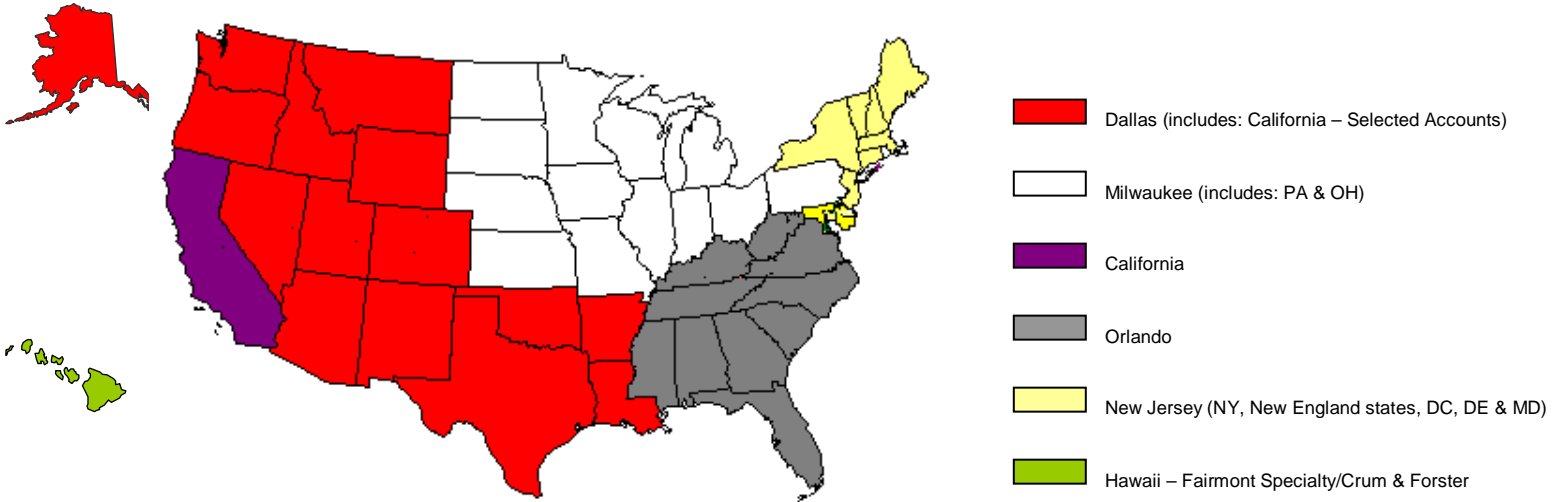 Dallas (includes: California – Selected Accounts)
Milwaukee (includes: PA & OH)
California
Orlando
New Jersey (NY, New England states, DC, DE & MD)
Hawaii – Fairmont Specialty/Crum & Forster